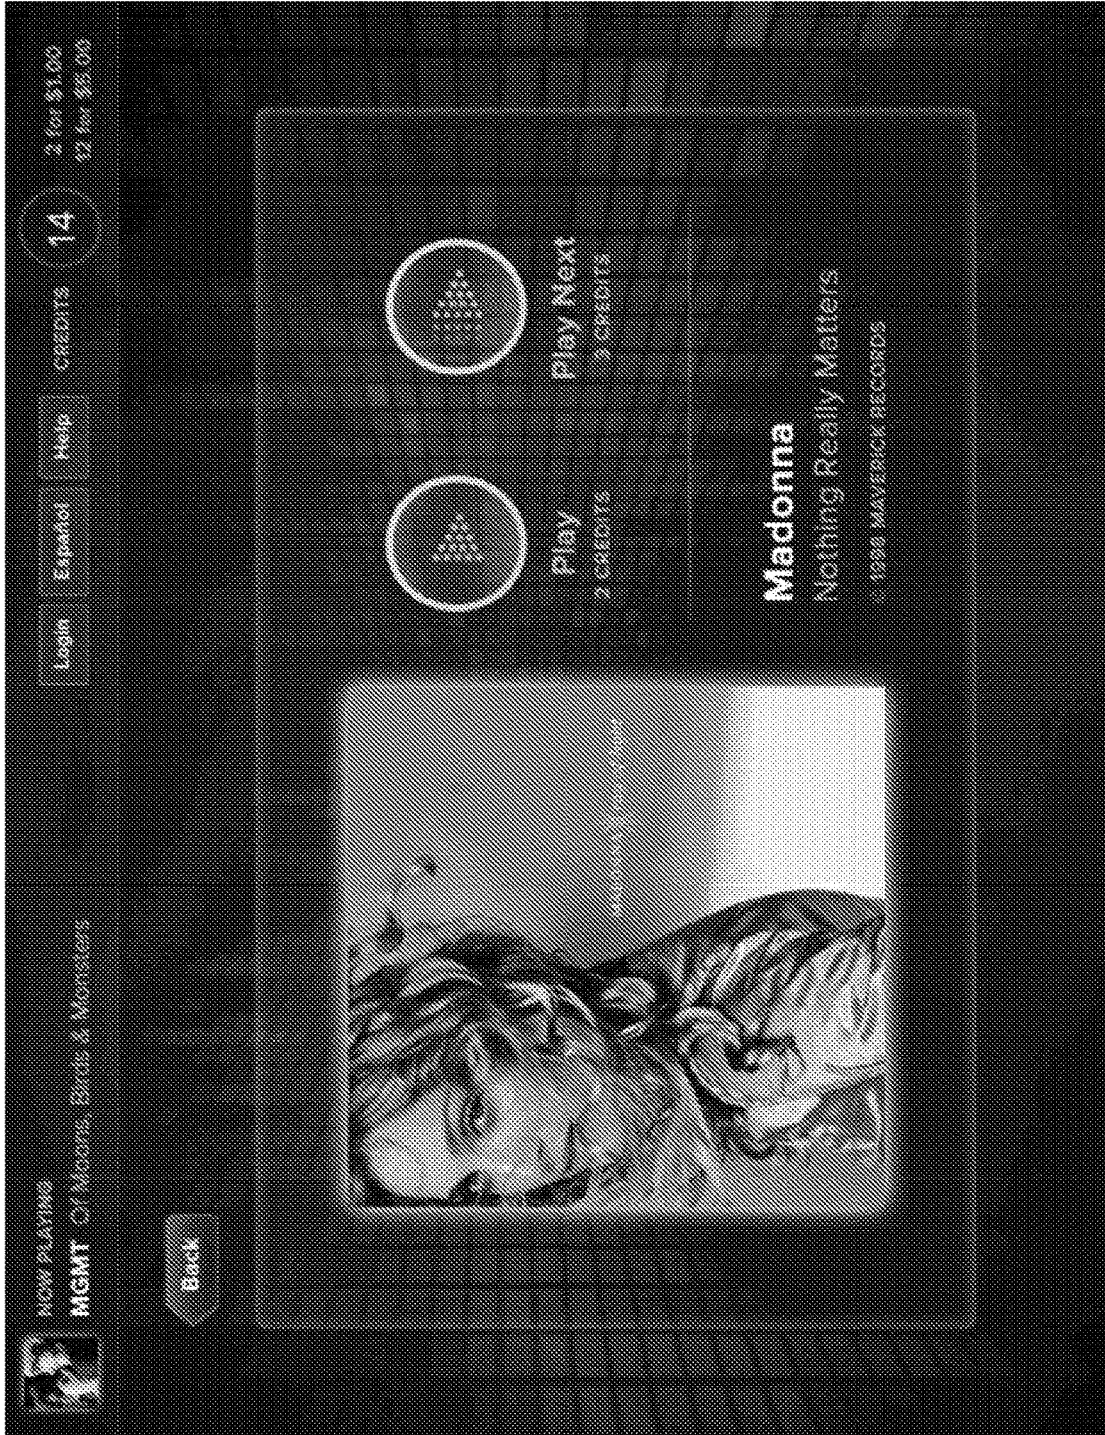 NOW PLAYING
MGMT Of Moons, Birds & Monsters
Login
Español
Help
CREDITS
14
2 for $1.00
12 for $5.00
Back
Play
2 CREDITS
Play Next
3 CREDITS
Madonna
Nothing Really Matters
MAVERICK RECORDS